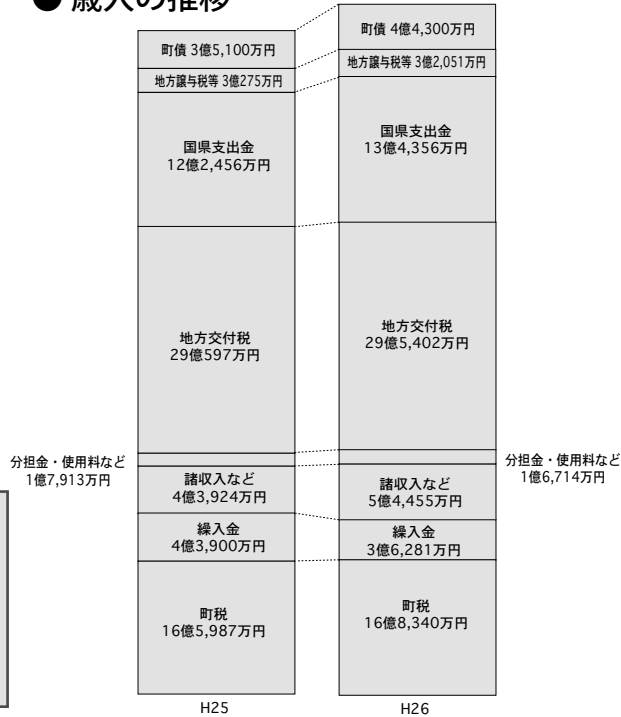 ● 歳入の推移
町債 3億5,100万円
地方譲与税等 3億275万円
国県支出金
12億2,456万円
地方交付税
29億597万円
分担金・使用料など
1億7,913万円
諸収入など
4億3,924万円
繰入金
4億3,900万円
町税
16億5,987万円
H25
町債 4億4,300万円
地方譲与税等 3億2,051万円
国県支出金
13億4,356万円
地方交付税
29億5,402万円
分担金・使用料など
1億6,714万円
諸収入など
5億4,455万円
繰入金
3億6,281万円
町税
16億8,340万円
H26